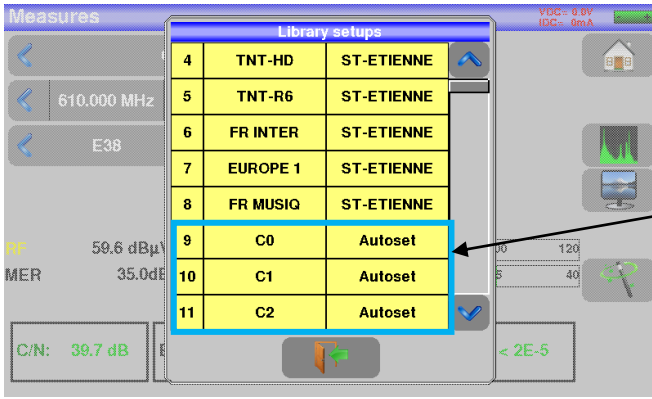 Measures
VDC= 0.0V
IDC= 0mA
Library setups
4 TNT-HD ST-ETIENNE
5 TNT-R6 ST-ETIENNE
610.000 MHz
6 FR INTER ST-ETIENNE
E38
7 EUROPE 1 ST-ETIENNE
8 FR MUSIQ ST-ETIENNE
9 C0 Autoset
RF 59.6 dBµV
120
10 C1 Autoset
MER 35.0dB
40
11 C2 Autoset
C/N: 39.7 dB
< 2E-5